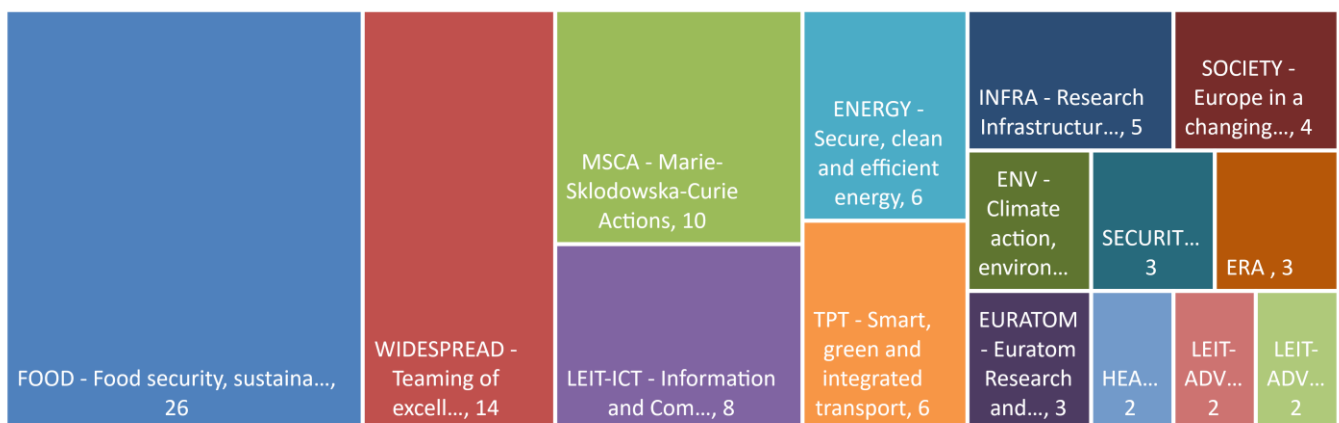 FOOD - Food security, sustaina...,
26
WIDESPREAD -
Teaming of
excell..., 14
MSCA - Marie-
Sklodowska-Curie
Actions, 10
LEIT-ICT - Information
and Com..., 8
ENERGY -
Secure, clean
and efficient
energy, 6
TPT - Smart,
green and
integrated
transport, 6
INFRA - Research
Infrastructur..., 5
SOCIETY -
Europe in a
changing..., 4
ENV -
Climate
action,
environ...
SECURIT...
3
ERA , 3
EURATOM
- Euratom
Research
and..., 3
HEA...
2
LEIT-
ADV...
2
LEIT-
ADV...
2